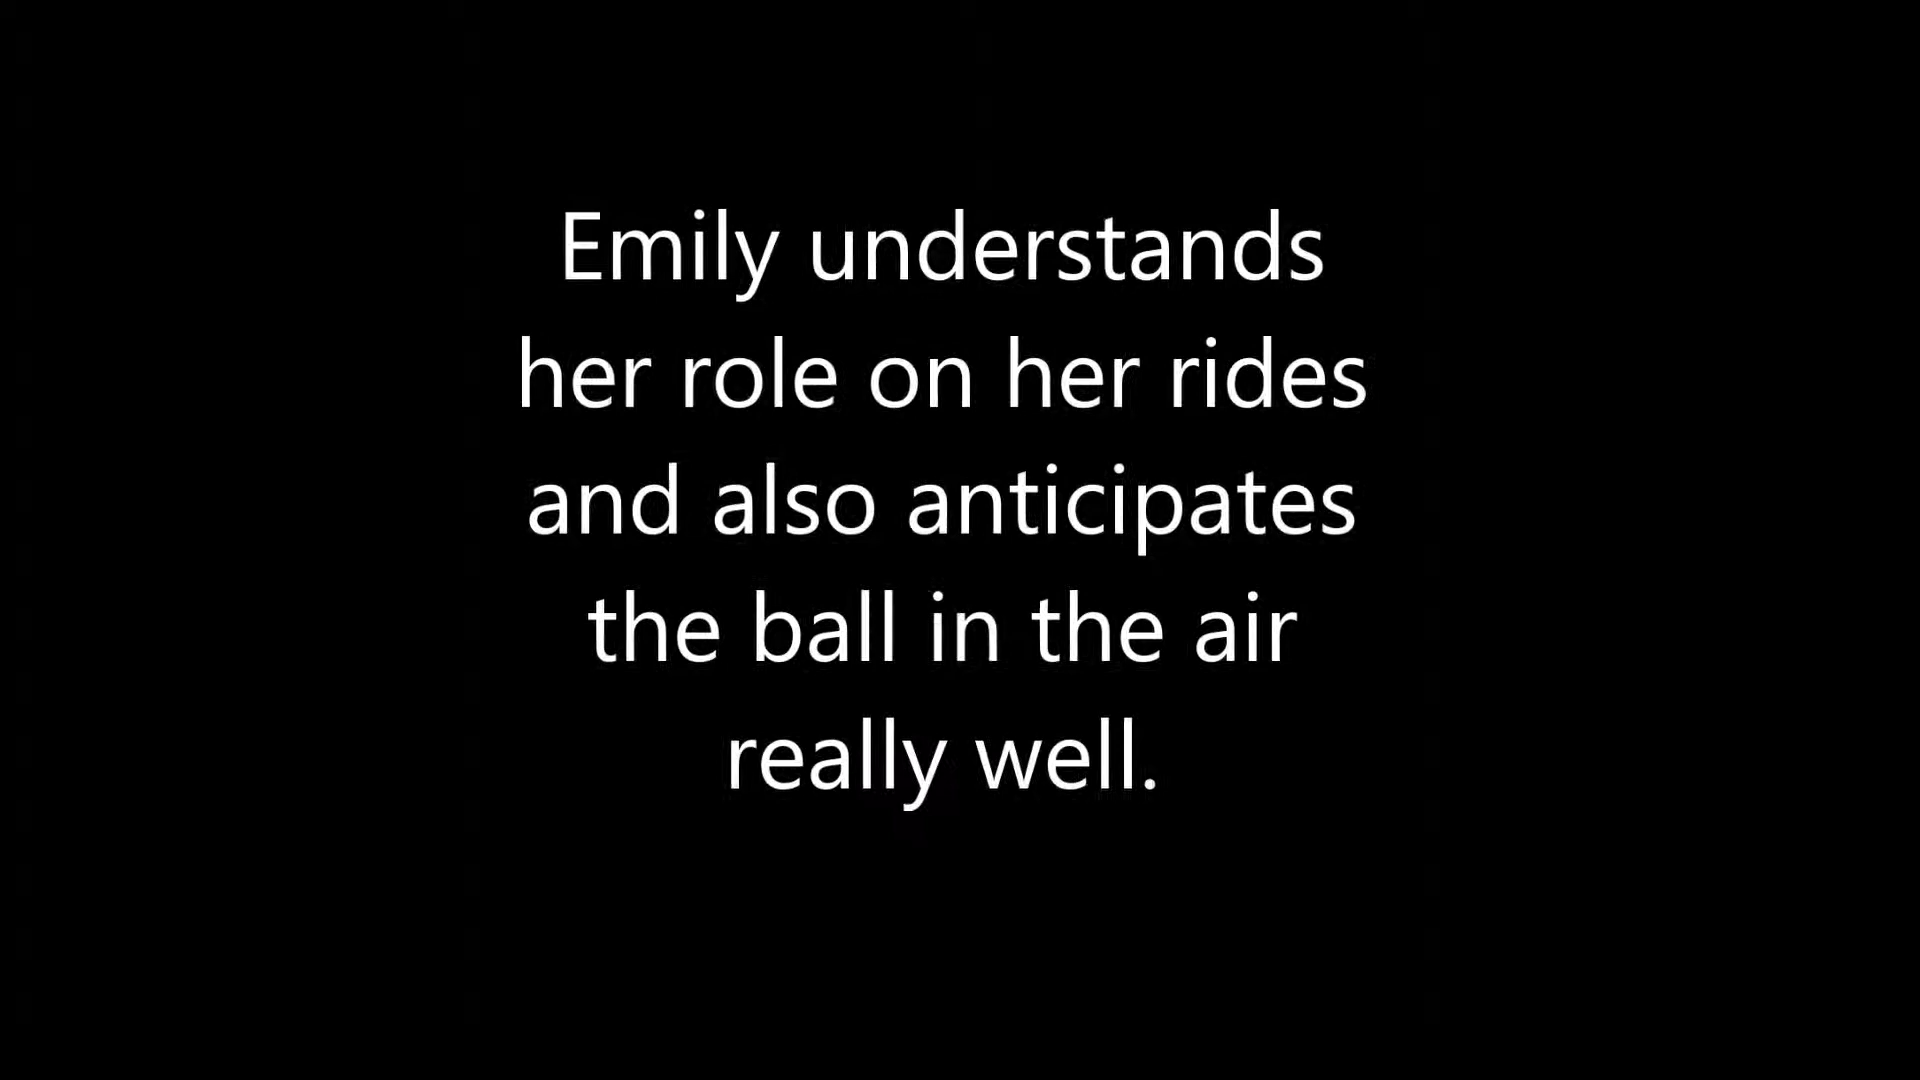 Emily understands
her role on her rides
and also anticipates
the ball in the air
really well.